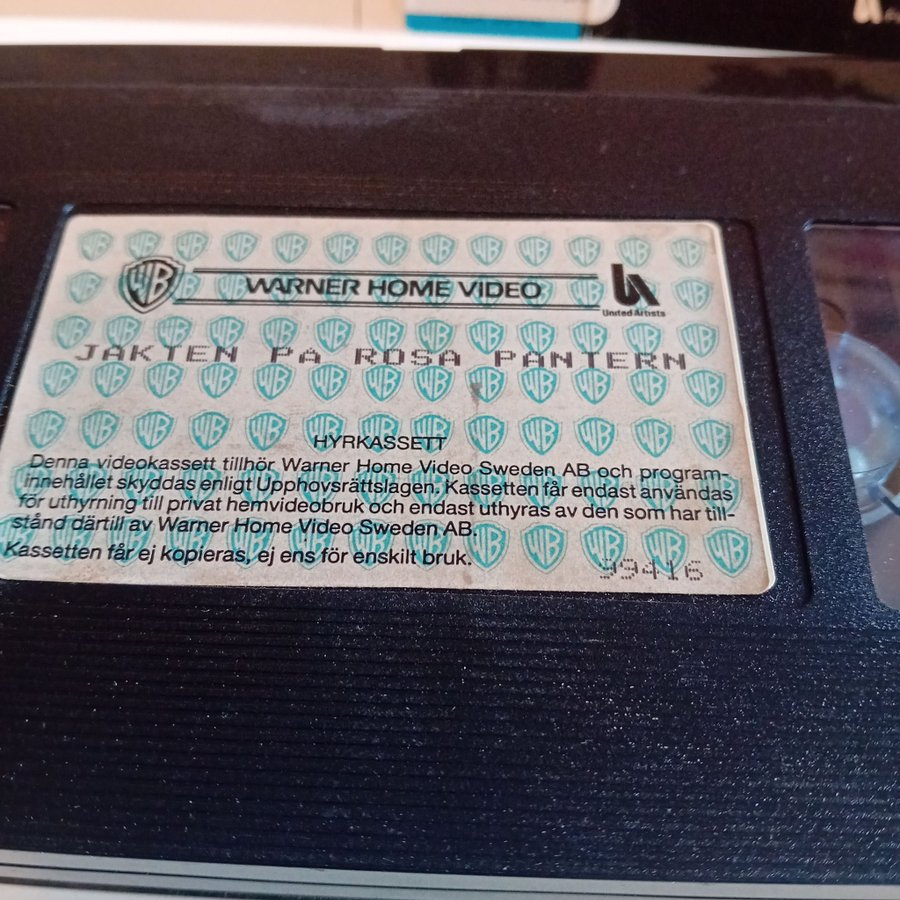 WB WARNER HOME VIDEO
United Artists
JAKTEN PÅ ROSA PANTERN
HYRKASSETT
Denna videokassett tillhör Warner Home Video Sweden AB och program-
innehållet skyddas enligt Upphovsrättslagen. Kassetten får endast användas
för uthyrning till privat hemvideobruk och endast uthyras av den som har till-
stånd därtill av Warner Home Video Sweden AB.
Kassetten får ej kopieras, ej ens för enskilt bruk.
99416